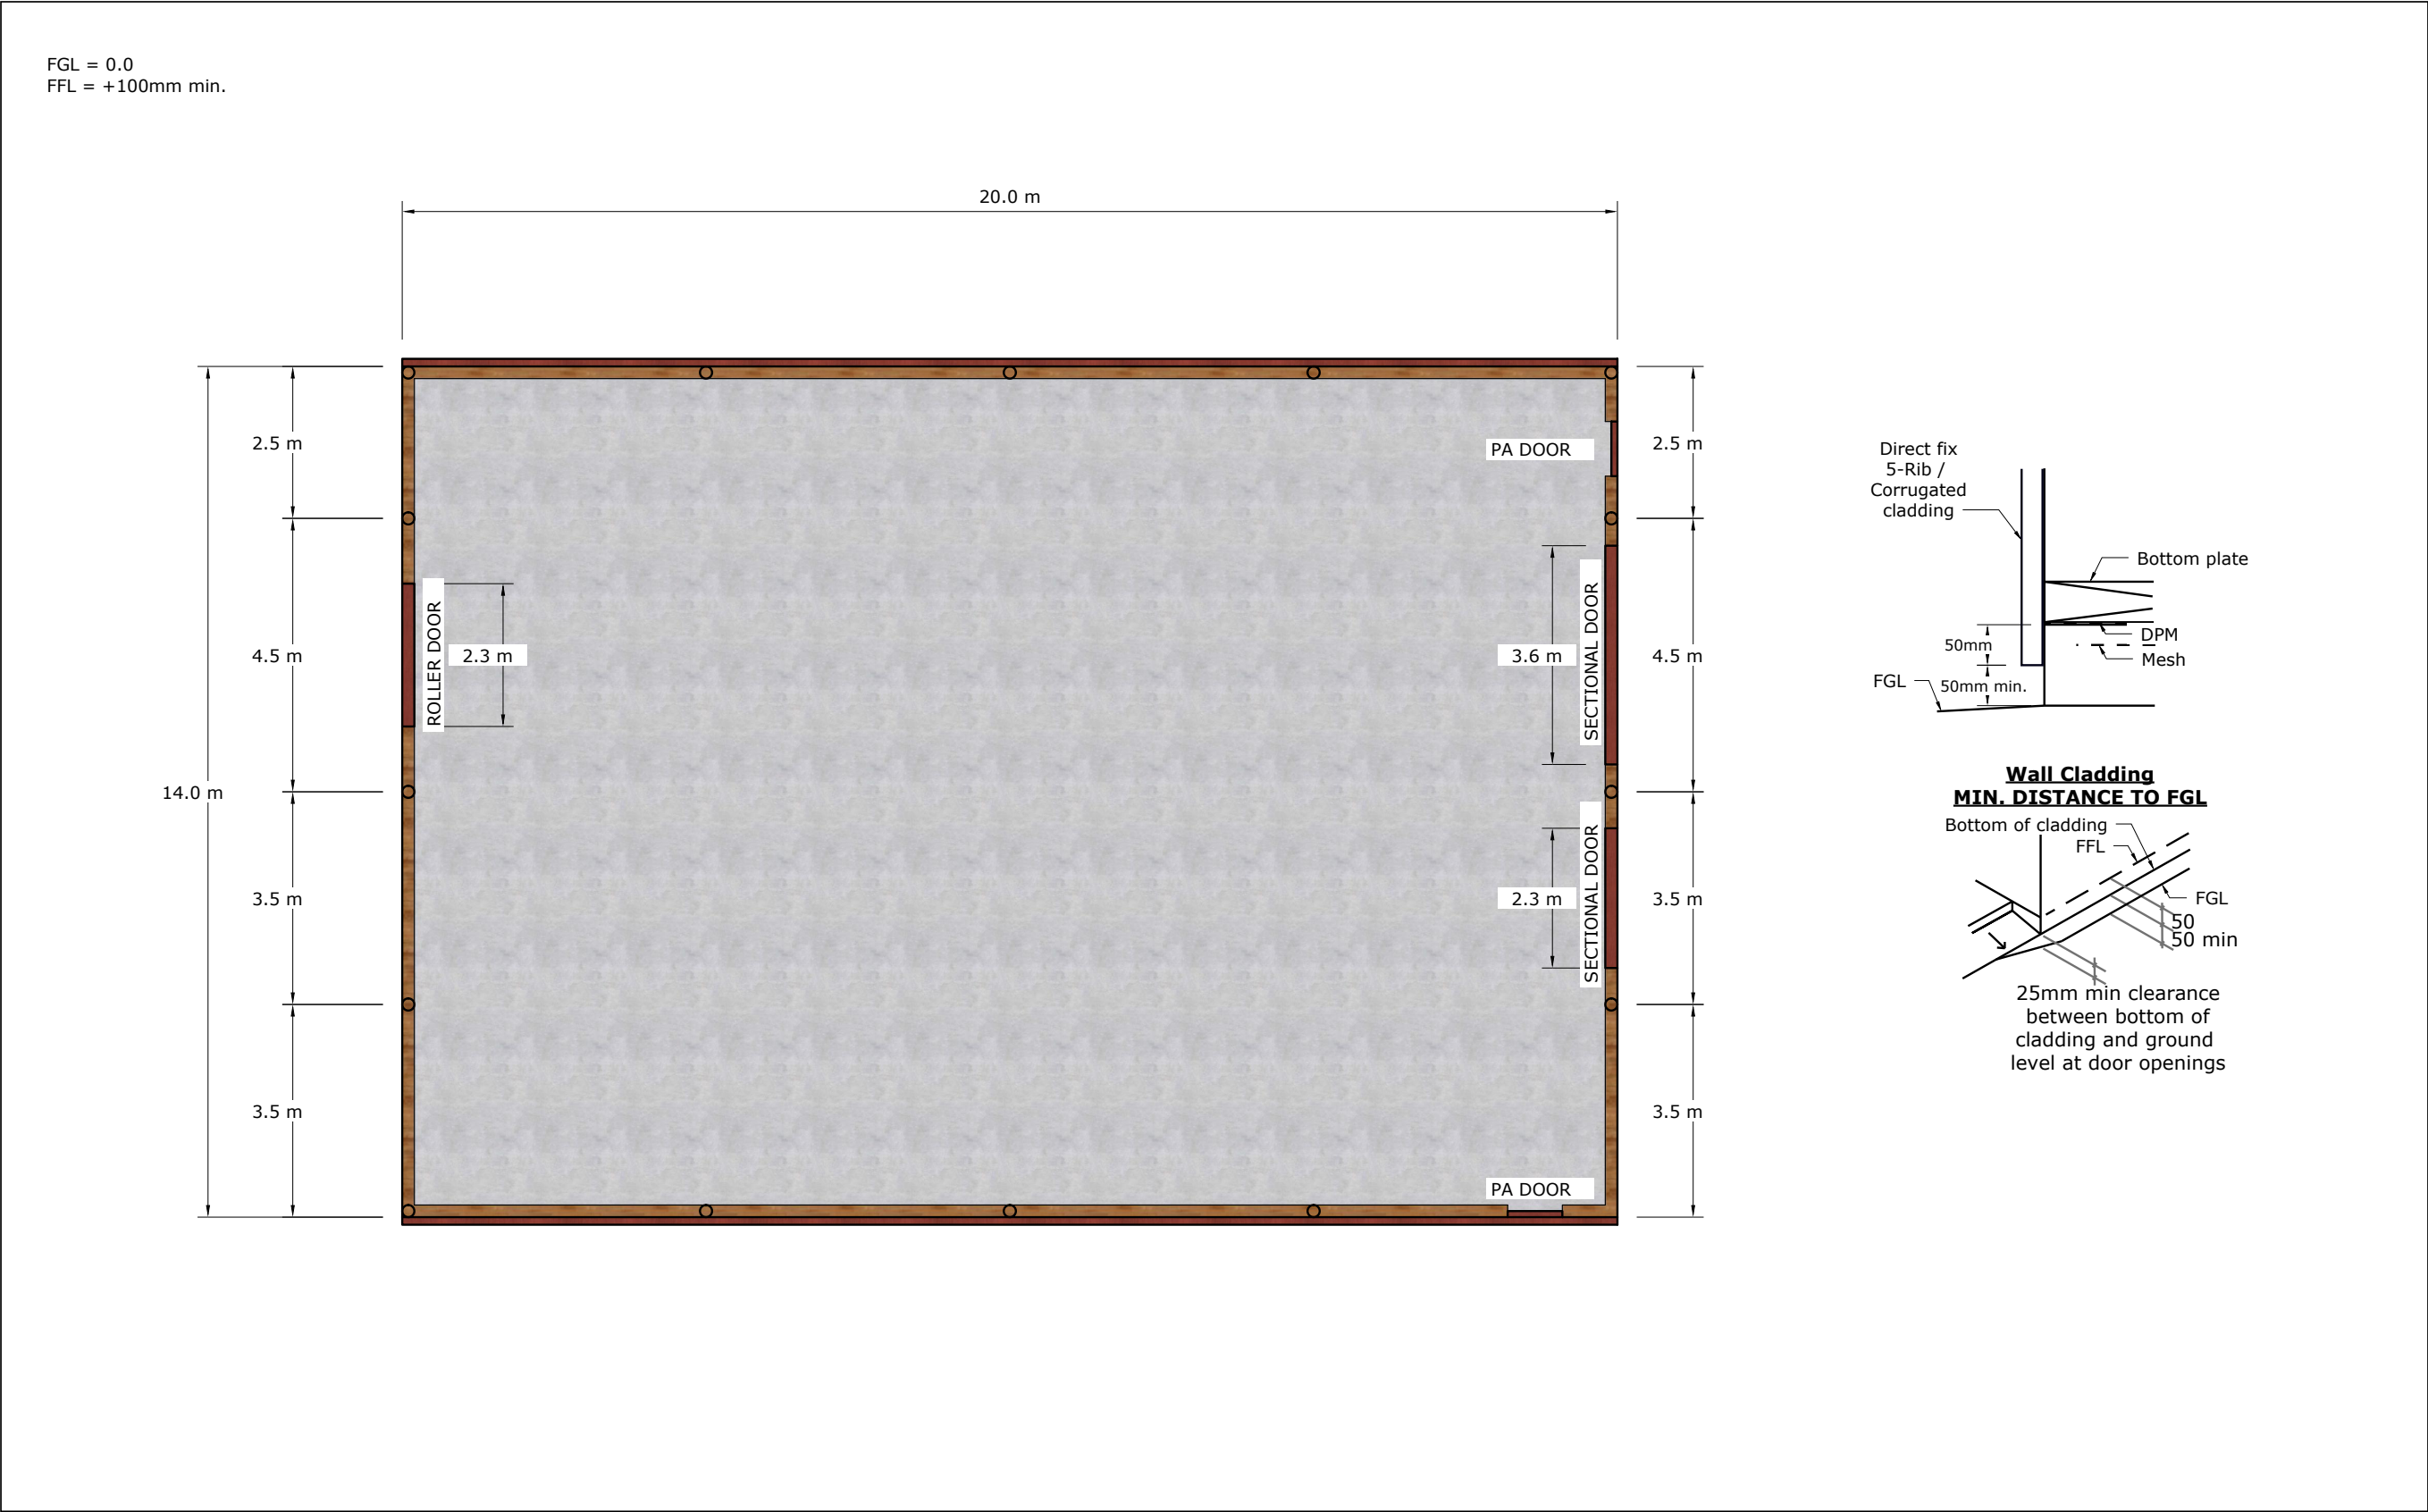 FGL = 0.0
FFL = +100mm min.
20.0 m
2.5 m
4.5 m
14.0 m
3.5 m
3.5 m
ROLLER DOOR
2.3 m
PA DOOR
SECTIONAL DOOR
3.6 m
SECTIONAL DOOR
2.3 m
PA DOOR
2.5 m
4.5 m
3.5 m
3.5 m
Direct fix
5-Rib /
Corrugated
cladding
Bottom plate
DPM
Mesh
50mm
50mm min.
FGL
Wall Cladding
MIN. DISTANCE TO FGL
Bottom of cladding
FFL
FGL
50
50 min
25mm min clearance
between bottom of
cladding and ground
level at door openings